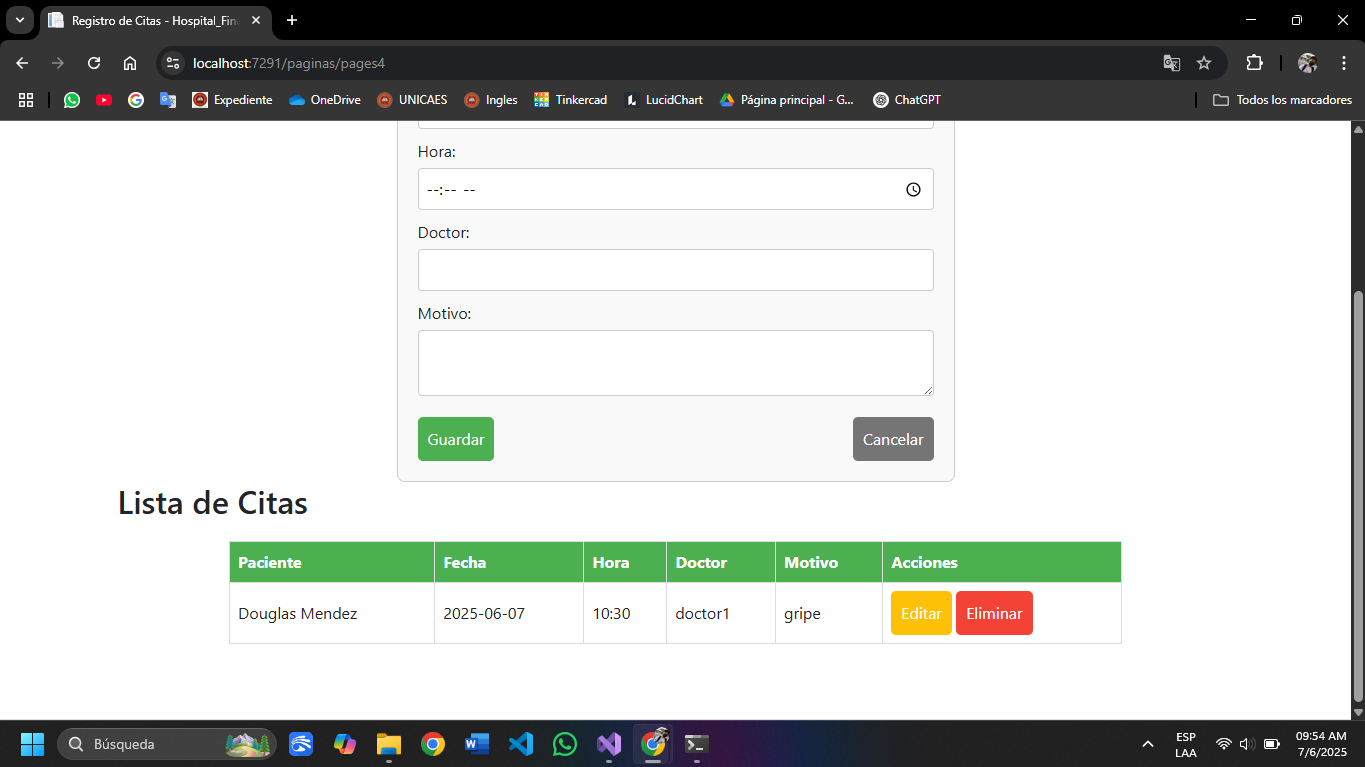 Registro de Citas - Hospital_Fin
localhost:7291/paginas/pages4
Expediente
OneDrive
UNICAES
Ingles
Tinkercad
LucidChart
Página principal - G...
ChatGPT
Todos los marcadores
Hora:
--:-- --
Doctor:
Motivo:
Guardar
Cancelar
Lista de Citas
Paciente Fecha Hora Doctor Motivo Acciones
Douglas Mendez 2025-06-07 10:30 doctor1 gripe Editar Eliminar
Búsqueda
ESP
LAA
09:54 AM
7/6/2025